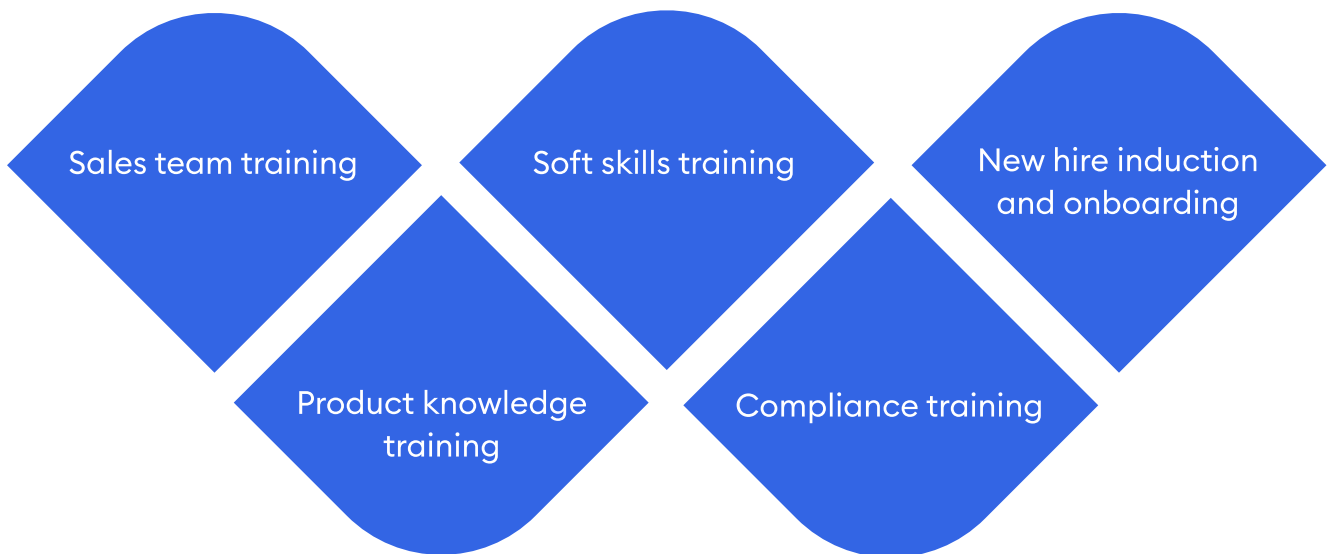 Sales team training
Soft skills training
New hire induction
and onboarding
Product knowledge
training
Compliance training